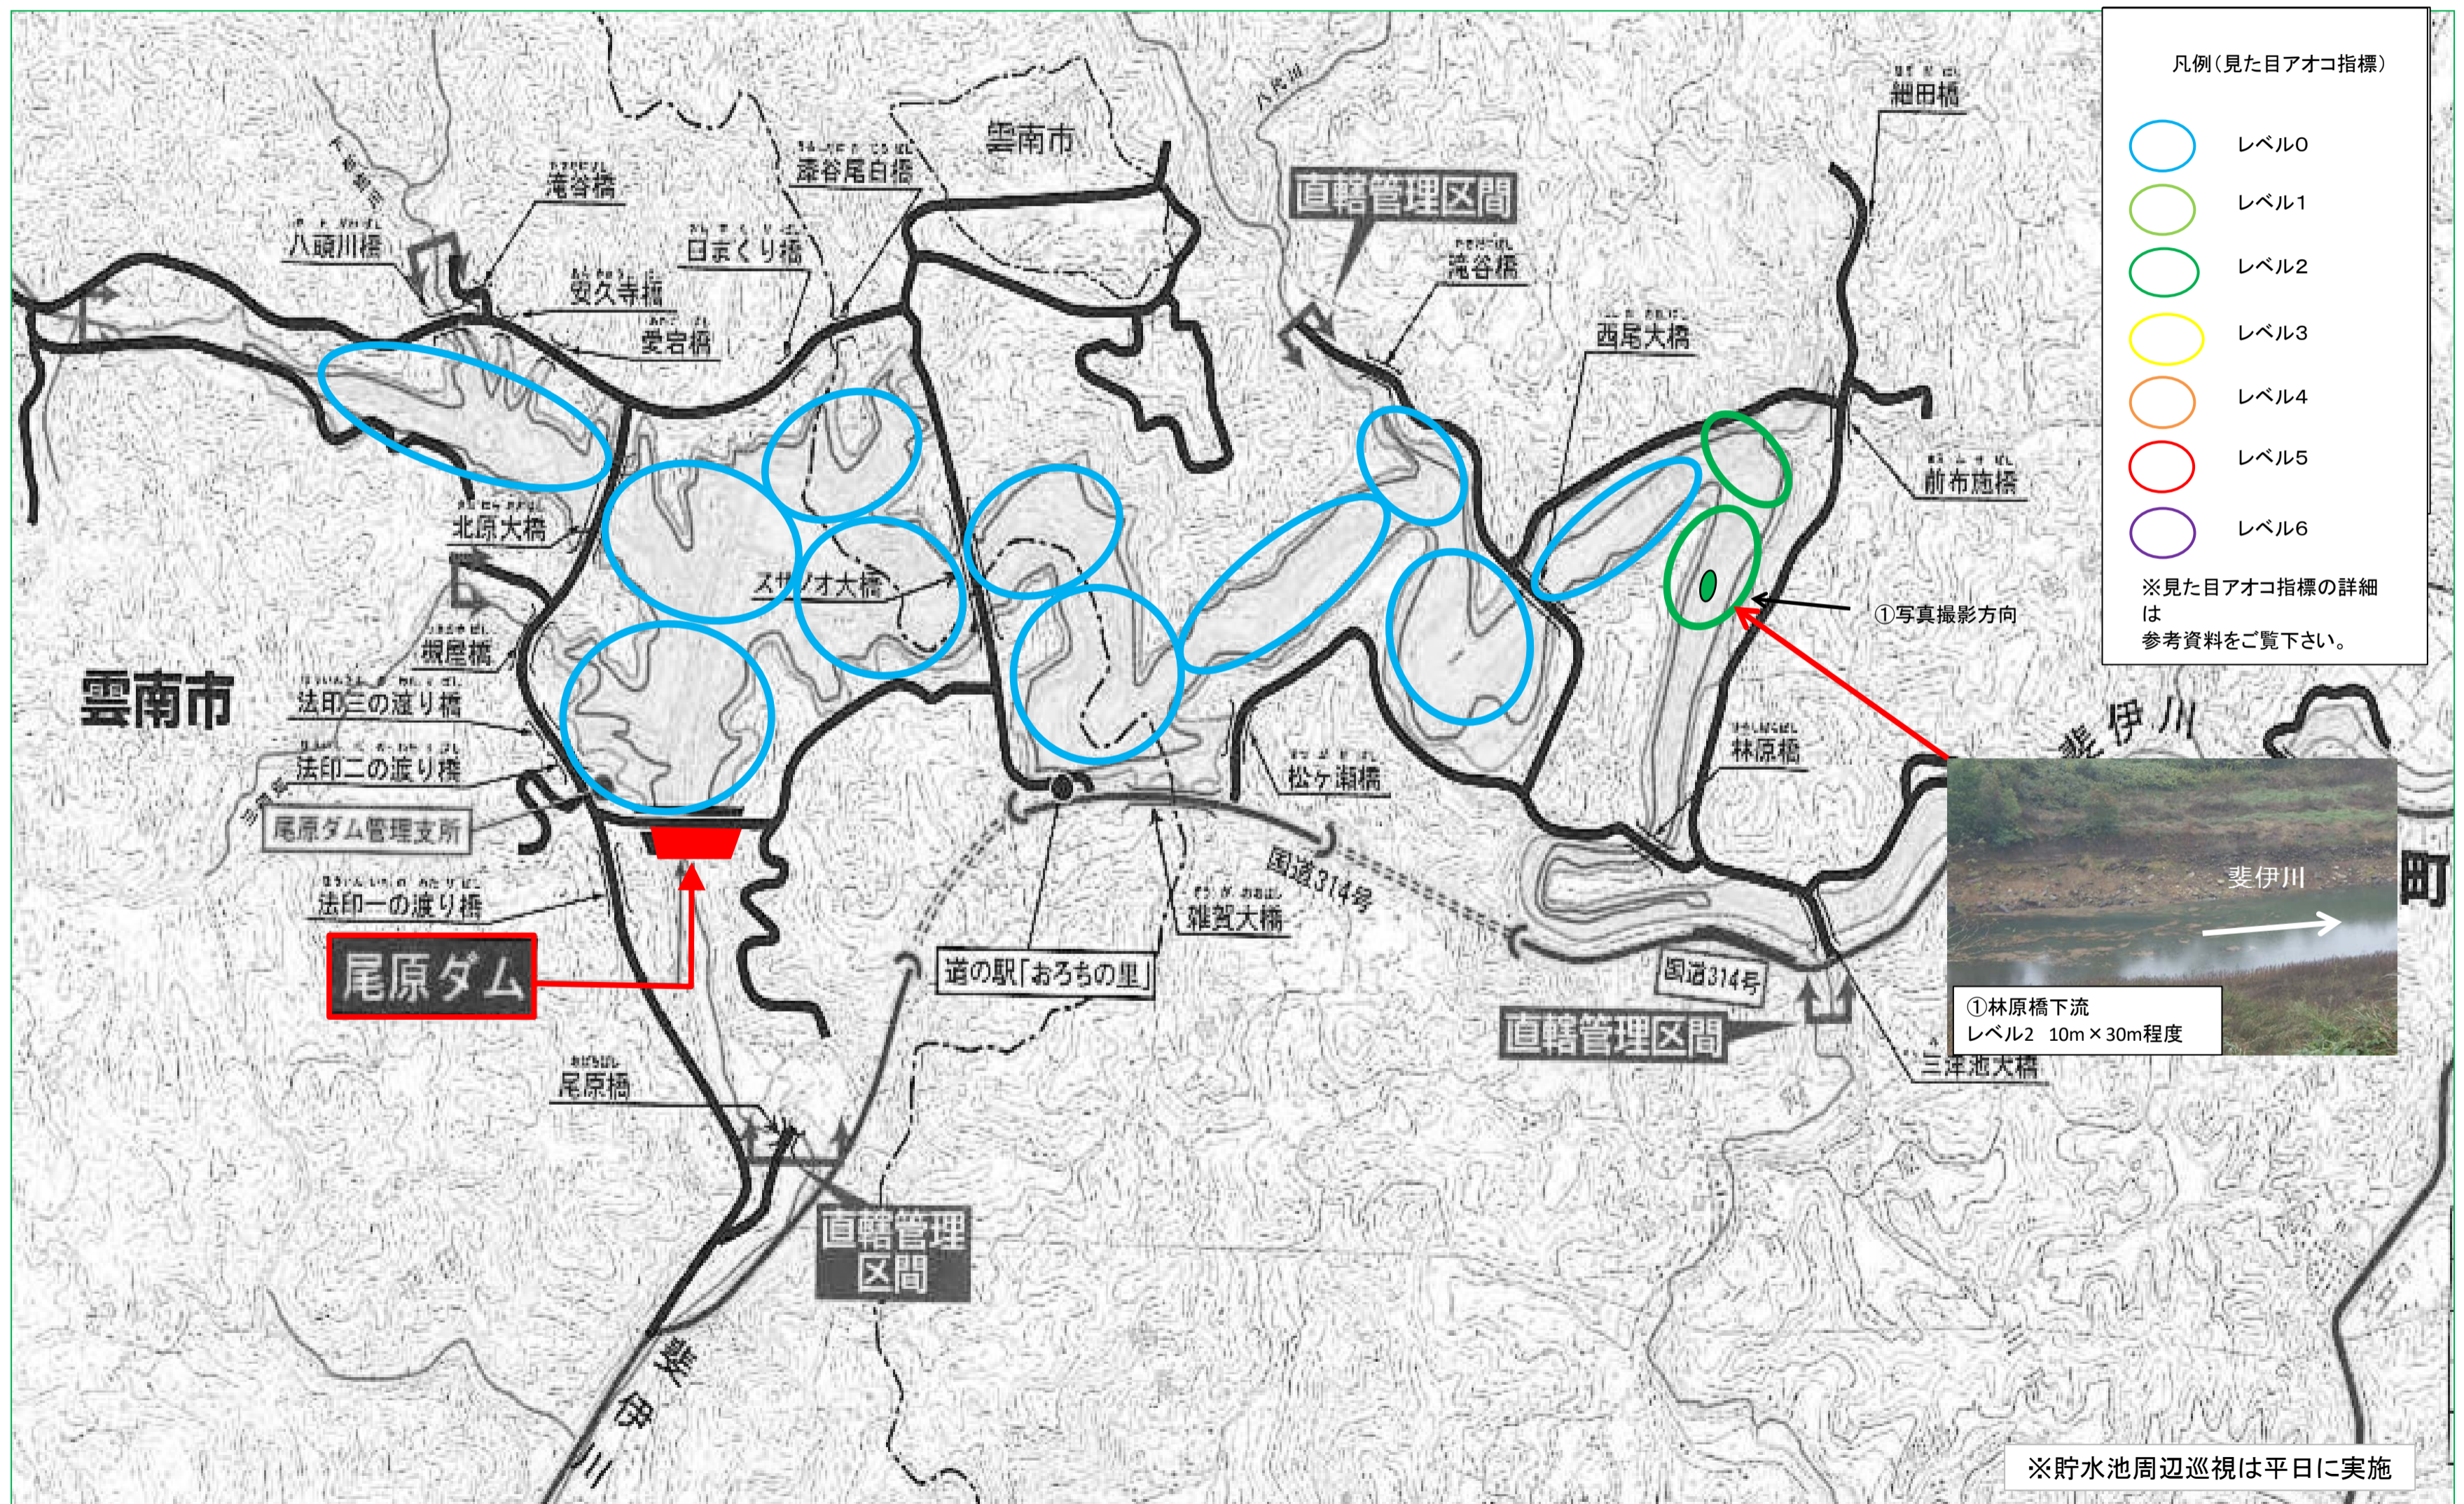 凡例(見た目アオコ指標)
レベル0
レベル1
レベル2
レベル3
レベル4
レベル5
レベル6
※見た目アオコ指標の詳細
は
参考資料をご覧下さい。
細田橋
八代川
雲南市
滝谷橋
八頭川橋
安久寺橋
愛宕橋
日まくり橋
直轄管理区間
滝谷橋
西尾大橋
前布施橋
北原大橋
スサノオ大橋
槻屋橋
①写真撮影方向
雲南市
法印三の渡り橋
法印二の渡り橋
尾原ダム管理支所
法印一の渡り橋
尾原ダム
松ヶ瀬橋
林原橋
斐伊川
国道314号
雑賀大橋
道の駅「おろちの里」
国道314号
直轄管理区間
斐伊川
町
①林原橋下流
レベル2 10m×30m程度
三津池大橋
尾原橋
直轄管理
区間
斐伊川
※貯水池周辺巡視は平日に実施